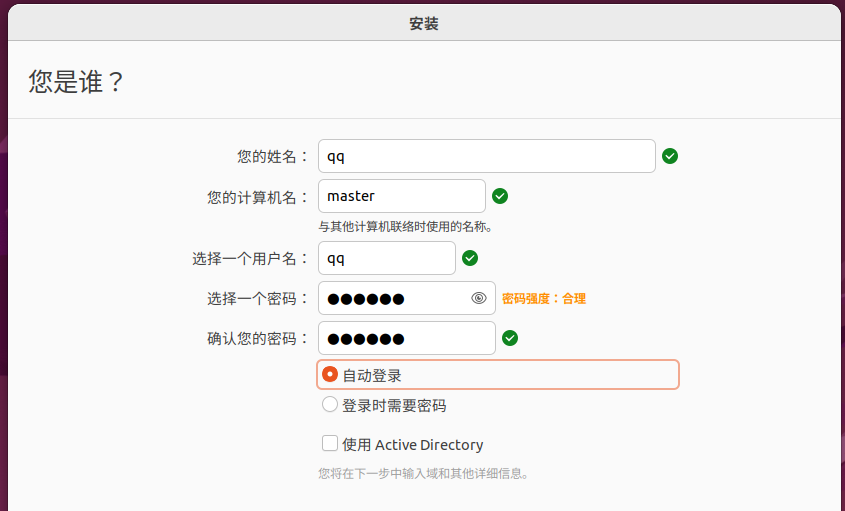 安装
您是谁？
您的姓名： qq
您的计算机名： master
与其他计算机联络时使用的名称。
选择一个用户名： qq
选择一个密码： ●●●●●● 密码强度：合理
确认您的密码： ●●●●●●
自动登录
登录时需要密码
使用 Active Directory
您将在下一步中输入域和其他详细信息。